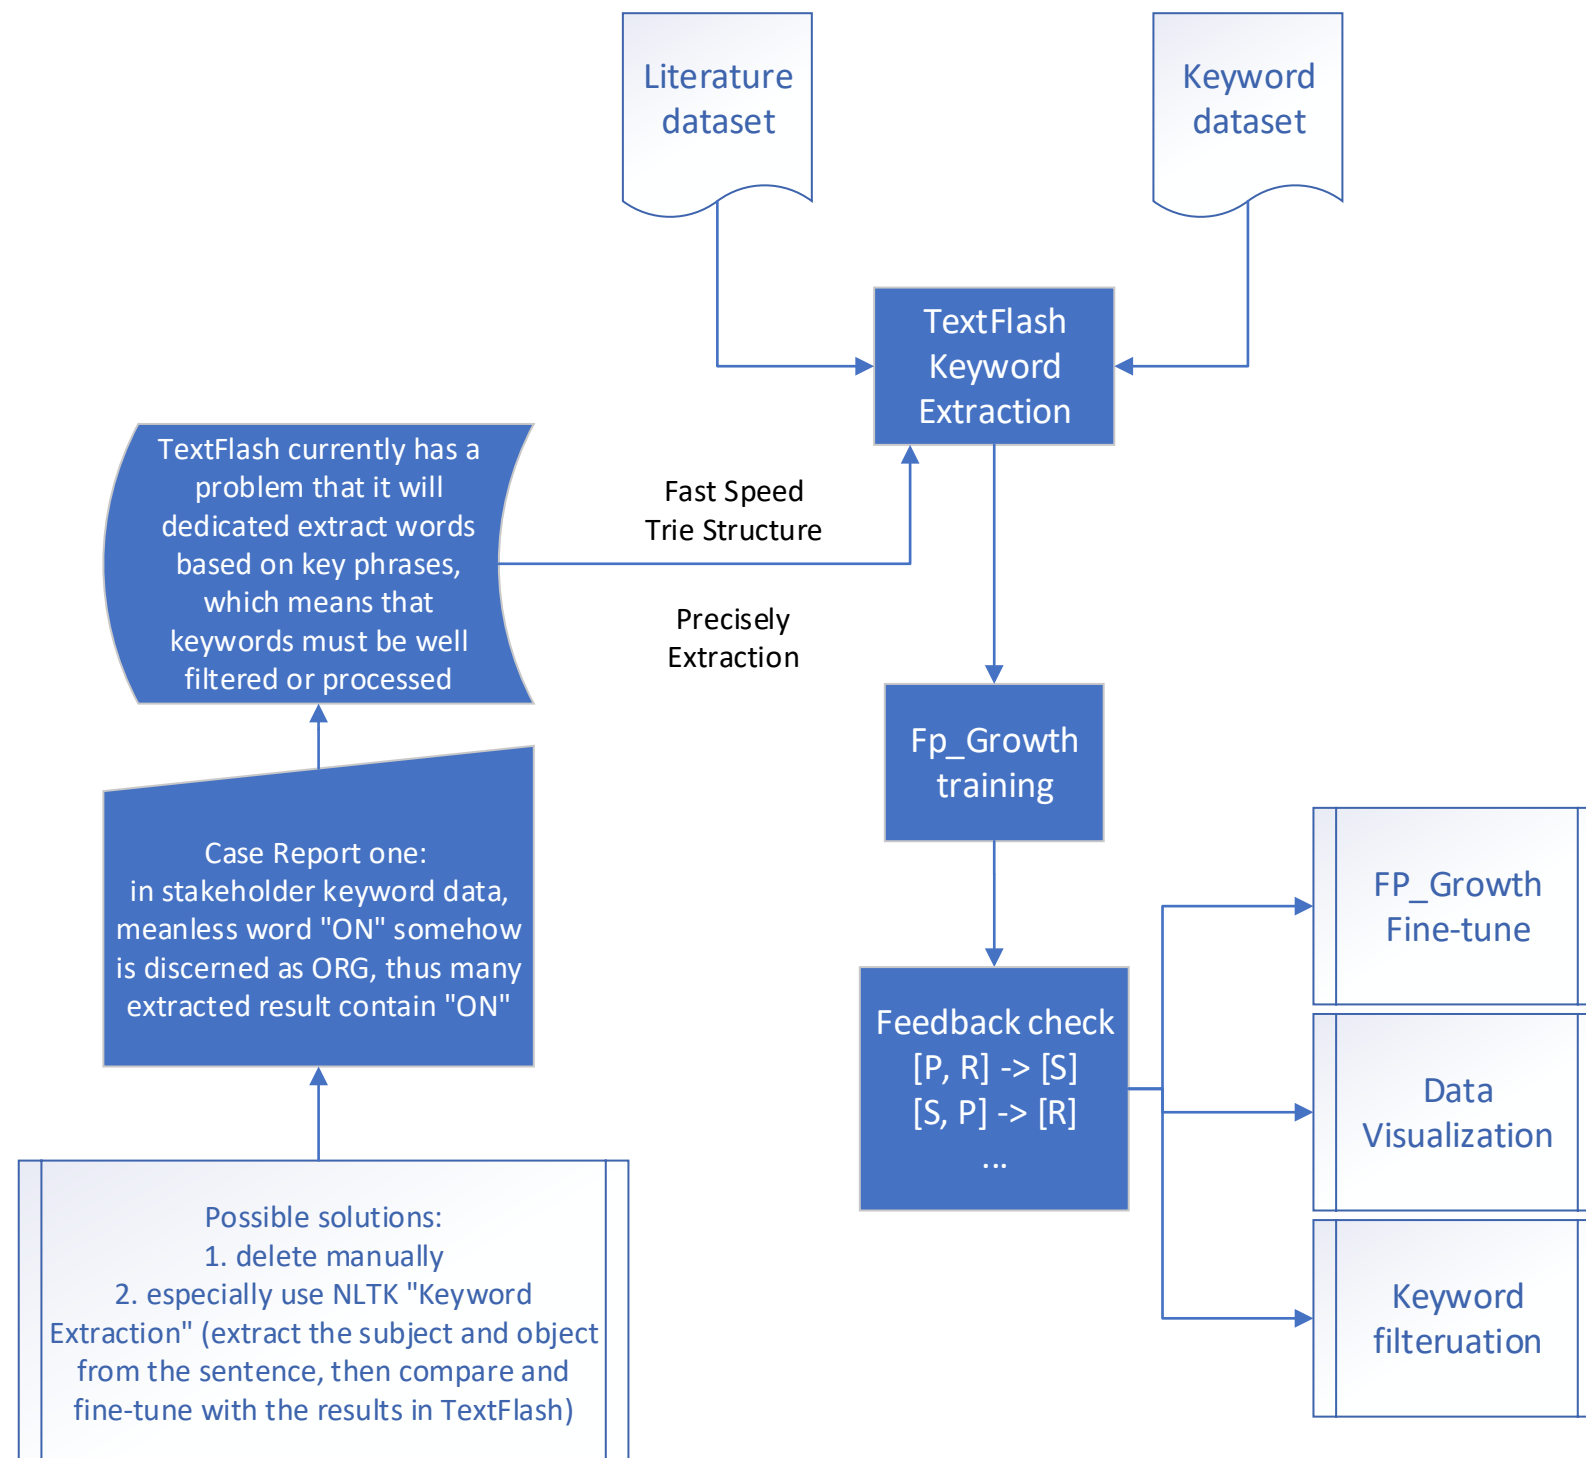 Literature
dataset
Keyword
dataset
TextFlash
Keyword
Extraction
TextFlash currently has a
problem that it will
dedicated extract words
based on key phrases,
which means that
keywords must be well
filtered or processed
Fast Speed
Trie Structure
Precisely
Extraction
Fp_Growth
training
Case Report one:
in stakeholder keyword data,
meanless word "ON" somehow
is discerned as ORG, thus many
extracted result contain "ON"
Feedback check
[P, R] -> [S]
[S, P] -> [R]
...
FP_Growth
Fine-tune
Data
Visualization
Keyword
filteruation
Possible solutions:
1. delete manually
2. especially use NLTK "Keyword
Extraction" (extract the subject and object
from the sentence, then compare and
fine-tune with the results in TextFlash)